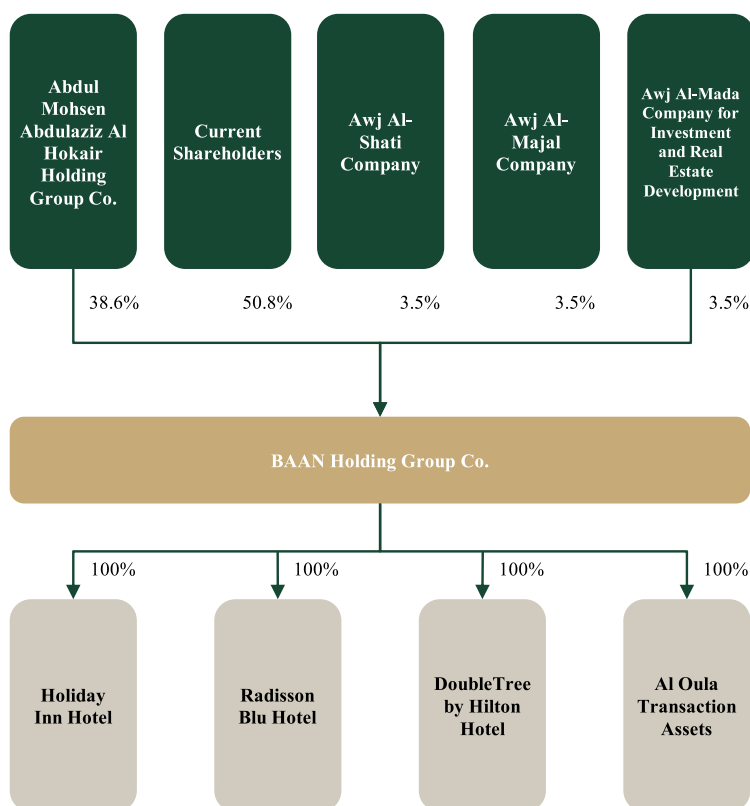 Abdul
Mohsen
Abdulaziz Al
Hokair
Holding
Group Co.
Current
Shareholders
Awj Al-
Shati
Company
Awj Al-
Majal
Company
Awj Al-Mada
Company for
Investment
and Real
Estate
Development
38.6%
50.8%
3.5%
3.5%
3.5%
BAAN Holding Group Co.
100%
100%
100%
100%
Holiday
Inn Hotel
Radisson
Blu Hotel
DoubleTree
by Hilton
Hotel
Al Oula
Transaction
Assets